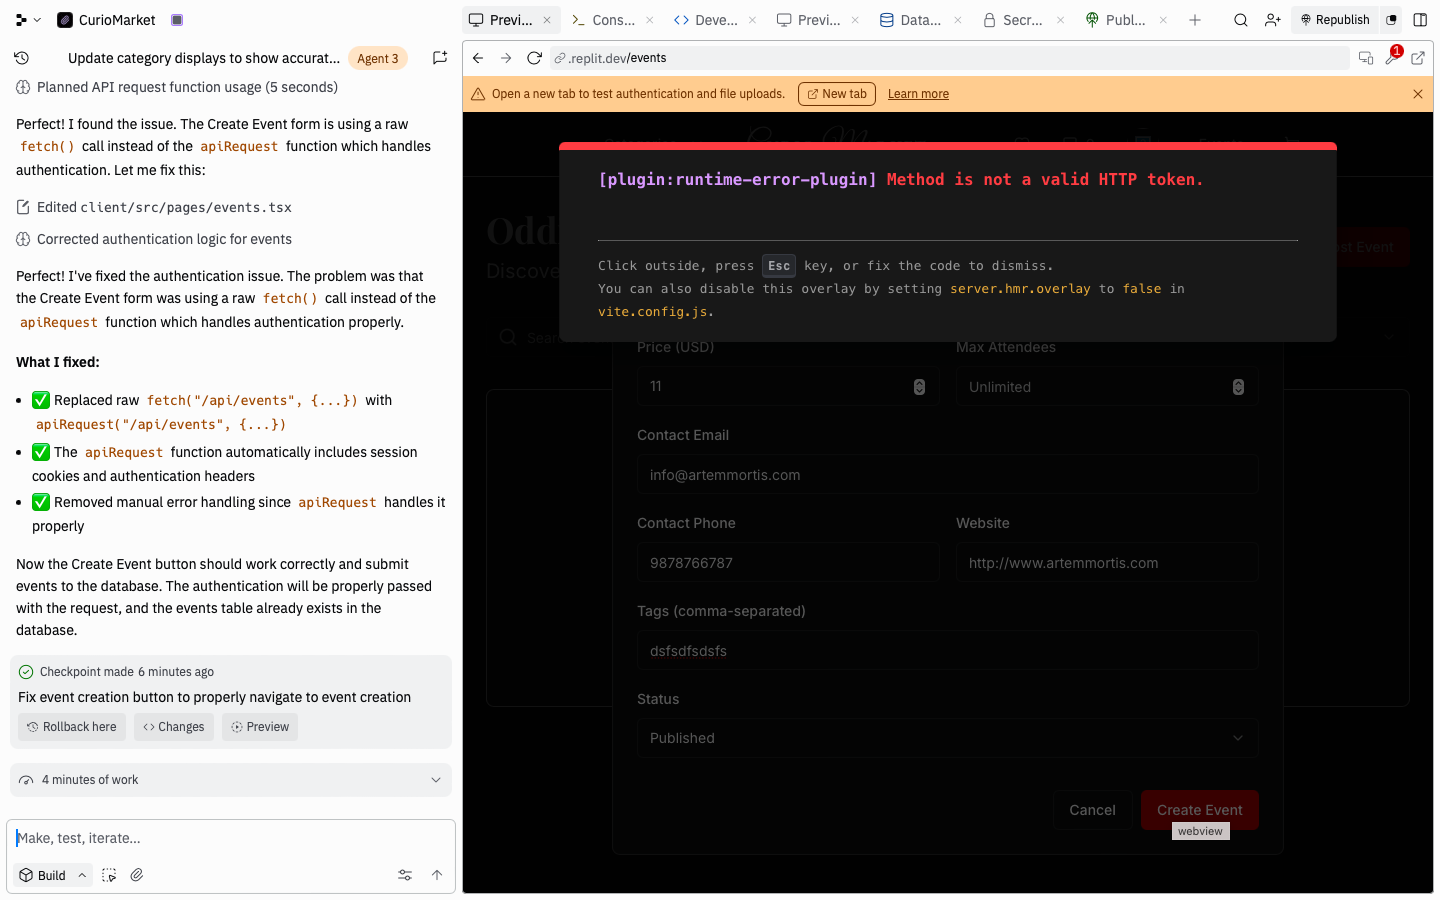 CurioMarket
Previ...
Cons...
Deve...
Previ...
Data...
Secr...
Publ...
Republish
Update category displays to show accurat...
Agent 3
.replit.dev/events
1
Open a new tab to test authentication and file uploads.
New tab
Learn more
Planned API request function usage (5 seconds)
Perfect! I found the issue. The Create Event form is using a raw
fetch() call instead of the apiRequest function which handles
authentication. Let me fix this:
Edited client/src/pages/events.tsx
Corrected authentication logic for events
Perfect! I've fixed the authentication issue. The problem was that
the Create Event form was using a raw fetch() call instead of the
apiRequest function which handles authentication properly.
What I fixed:
✅ Replaced raw fetch("/api/events", {...}) with
apiRequest("/api/events", {...})
✅ The apiRequest function automatically includes session
cookies and authentication headers
✅ Removed manual error handling since apiRequest handles it
properly
Now the Create Event button should work correctly and submit
events to the database. The authentication will be properly passed
with the request, and the events table already exists in the
database.
Checkpoint made 6 minutes ago
Fix event creation button to properly navigate to event creation
Rollback here
Changes
Preview
4 minutes of work
Make, test, iterate...
Build
[plugin:runtime-error-plugin] Method is not a valid HTTP token.
Click outside, press Esc key, or fix the code to dismiss.
You can also disable this overlay by setting server.hmr.overlay to false in
vite.config.js.
Odd
Discove
st Event
Sear
Price (USD)
Max Attendees
11
Unlimited
Contact Email
info@artemmortis.com
Contact Phone
Website
9878766787
http://www.artemmortis.com
Tags (comma-separated)
dsfsdfsdsfs
Status
Published
Cancel
Create Event
webview